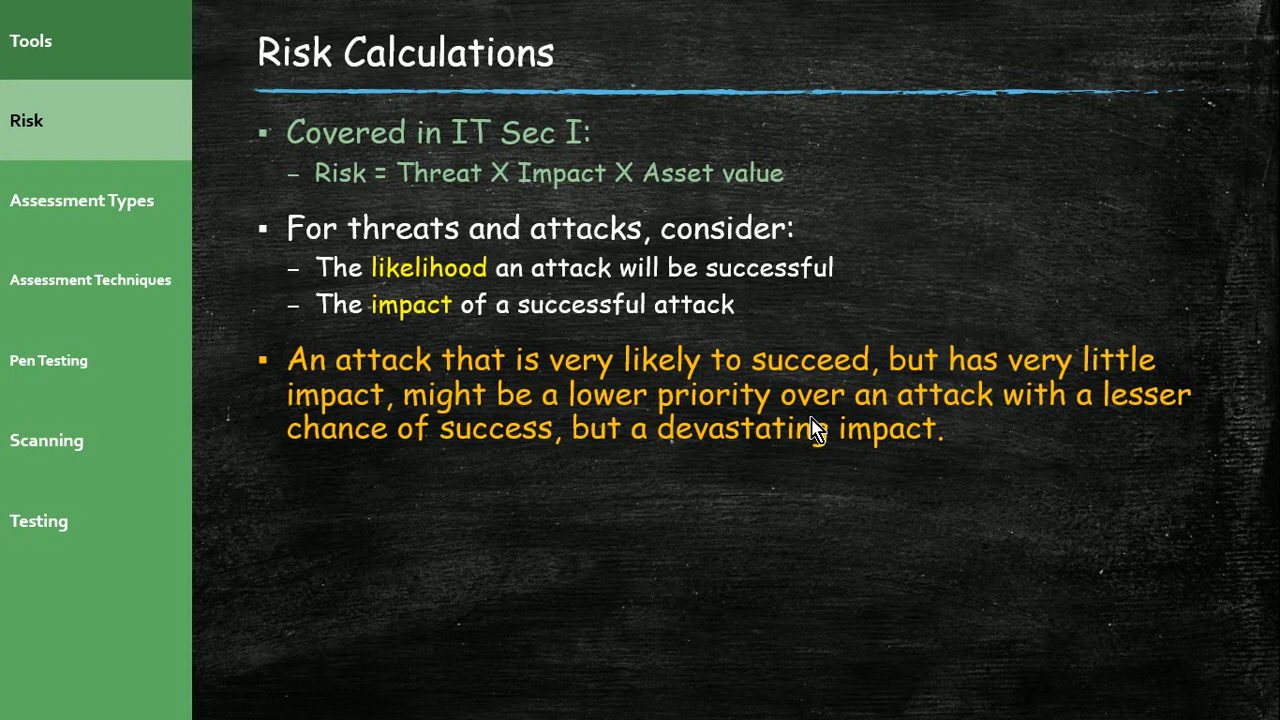 Tools
Risk
Assessment Types
Assessment Techniques
Pen Testing
Scanning
Testing
Risk Calculations
▪ Covered in IT Sec I:
– Risk = Threat X Impact X Asset value
▪ For threats and attacks, consider:
– The likelihood an attack will be successful
– The impact of a successful attack
▪ An attack that is very likely to succeed, but has very little
impact, might be a lower priority over an attack with a lesser
chance of success, but a devastating impact.